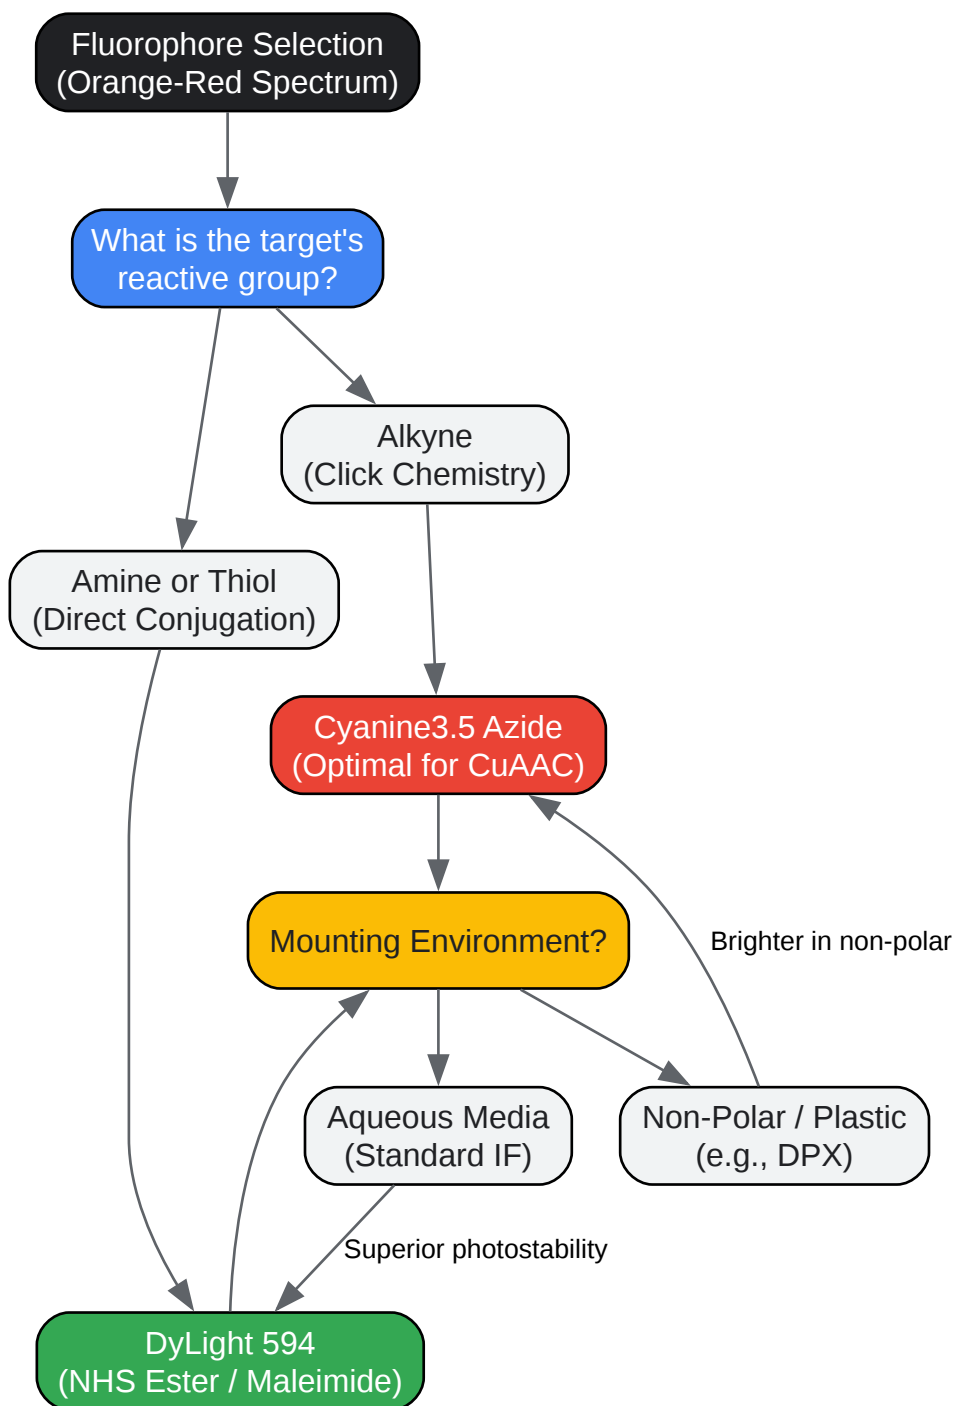 Fluorophore Selection
(Orange-Red Spectrum)
What is the target's
reactive group?
Alkyne
(Click Chemistry)
Amine or Thiol
(Direct Conjugation)
Cyanine3.5 Azide
(Optimal for CuAAC)
Mounting Environment?
Brighter in non-polar
Aqueous Media
(Standard IF)
Non-Polar / Plastic
(e.g., DPX)
Superior photostability
DyLight 594
(NHS Ester / Maleimide)